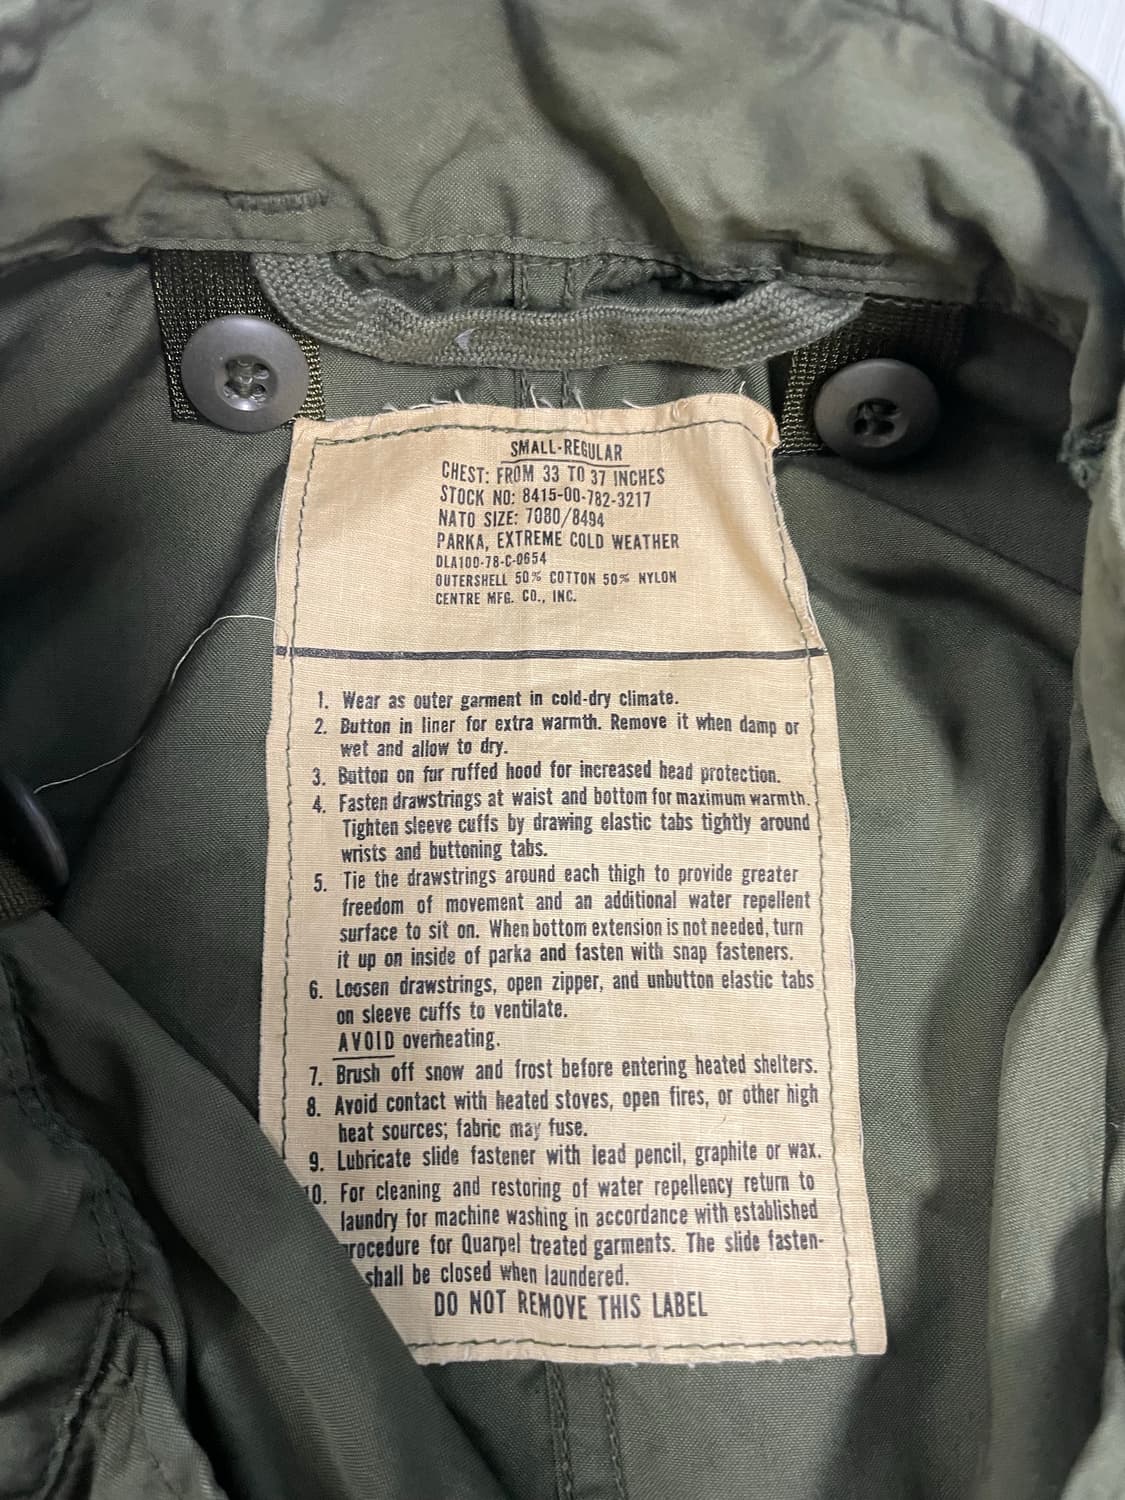 SMALL-REGULAR
CHEST: FROM 33 TO 37 INCHES
STOCK NO: 8415-00-782-3217
NATO SIZE: 7080/8494
PARKA, EXTREME COLD WEATHER
DLA100-78-C-0654
OUTERSHELL 50% COTTON 50% NYLON
CENTRE MFG. CO., INC.
1. Wear as outer garment in cold-dry climate.
2. Button in liner for extra warmth. Remove it when damp or
wet and allow to dry.
3. Button on fur ruffed hood for increased head protection.
4. Fasten drawstrings at waist and bottom for maximum warmth.
Tighten sleeve cuffs by drawing elastic tabs tightly around
wrists and buttoning tabs.
5. Tie the drawstrings around each thigh to provide greater
freedom of movement and an additional water repellent
surface to sit on. When bottom extension is not needed, turn
it up on inside of parka and fasten with snap fasteners.
6. Loosen drawstrings, open zipper, and unbutton elastic tabs
on sleeve cuffs to ventilate.
AVOID overheating.
7. Brush off snow and frost before entering heated shelters.
8. Avoid contact with heated stoves, open fires, or other high
heat sources; fabric may fuse.
9. Lubricate slide fastener with lead pencil, graphite or wax.
10. For cleaning and restoring of water repellency return to
laundry for machine washing in accordance with established
procedure for Quarpel treated garments. The slide fasten-
shall be closed when laundered.
DO NOT REMOVE THIS LABEL